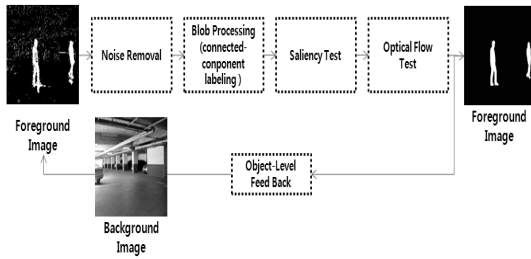 Noise Removal
Blob Processing
(connected-
conponent
labeling )
Saliency Test
Optical Flow
Test
Foreground
Image
Foreground
Image
Object-Level
Feed Back
Background
Image